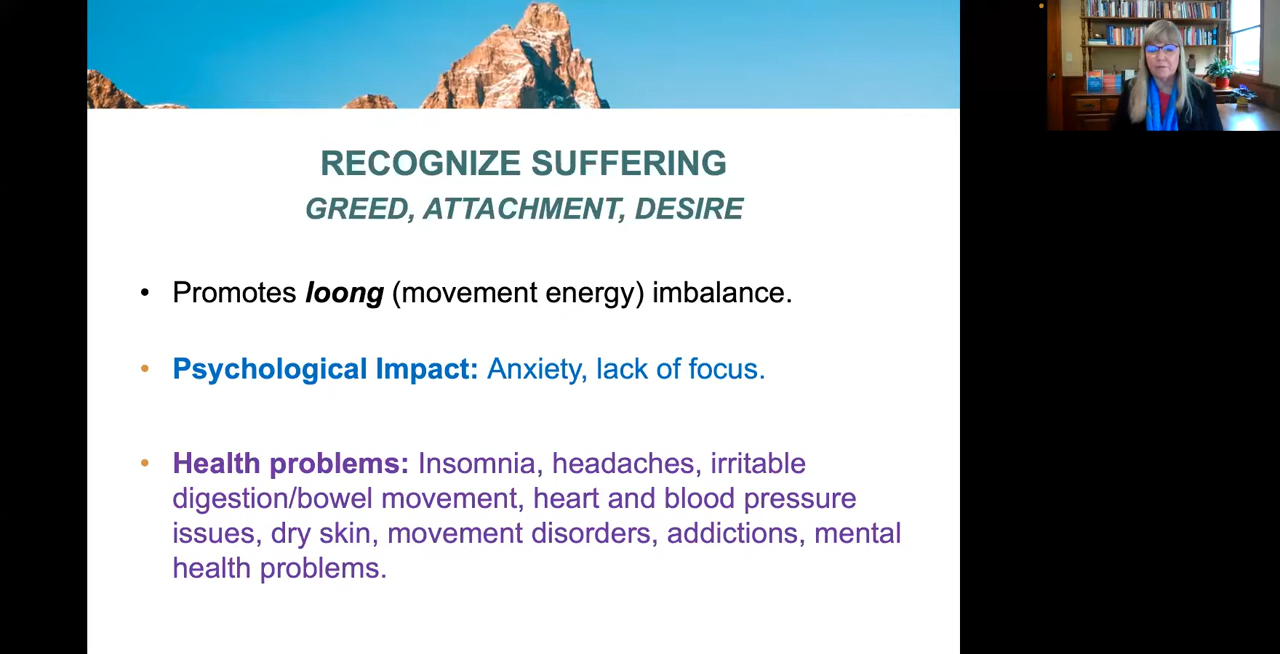 RECOGNIZE SUFFERING
GREED, ATTACHMENT, DESIRE
• Promotes loong (movement energy) imbalance.
• Psychological Impact: Anxiety, lack of focus.
• Health problems: Insomnia, headaches, irritable
digestion/bowel movement, heart and blood pressure
issues, dry skin, movement disorders, addictions, mental
health problems.